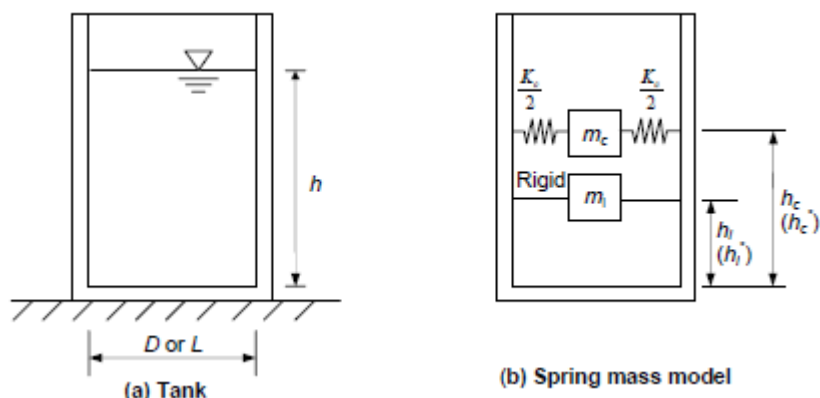 h
D or L
(a) Tank
K_c/2
K_c/2
m_c
Rigid
m_i
h_i
(h_i^*)
h_c
(h_c^*)
(b) Spring mass model